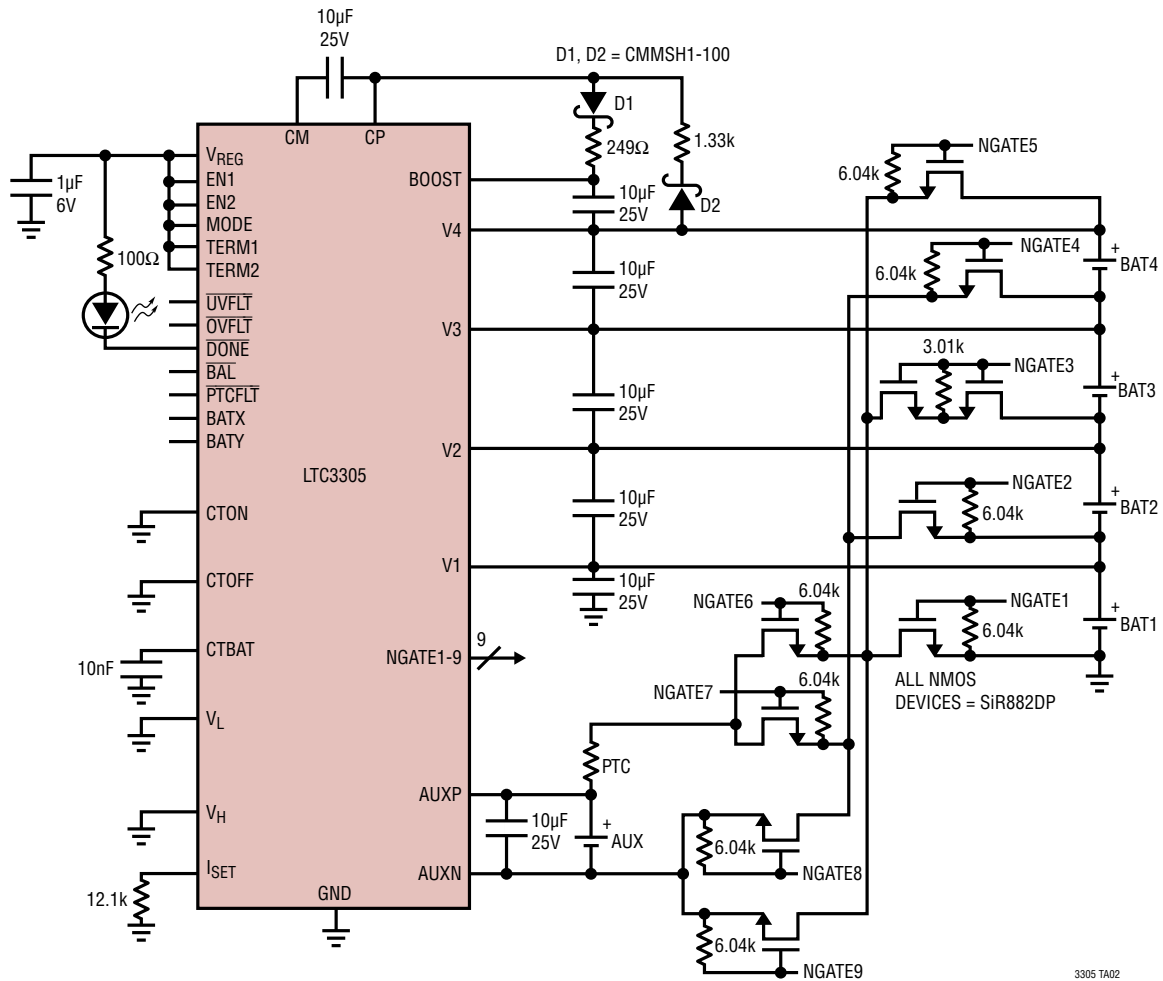 10µF
25V
D1, D2 = CMMSH1-100
D1
249Ω
1.33k
D2
CM
CP
VREG
EN1
EN2
MODE
TERM1
TERM2
UVFLT
OVFLT
DONE
BAL
PTCFLT
BATX
BATY
1µF
6V
100Ω
LTC3305
BOOST
V4
V3
V2
V1
10µF
25V
10µF
25V
10µF
25V
10µF
25V
10µF
25V
CTON
CTOFF
CTBAT
10nF
VL
VH
ISET
12.1k
GND
NGATE1-9
9
AUXP
AUXN
10µF
25V
+
AUX
PTC
6.04k
NGATE5
6.04k
NGATE4
+
BAT4
3.01k
NGATE3
+
BAT3
NGATE2
6.04k
+
BAT2
NGATE6
6.04k
NGATE1
6.04k
+
BAT1
NGATE7
6.04k
ALL NMOS
DEVICES = SiR882DP
6.04k
NGATE8
6.04k
NGATE9
3305 TA02